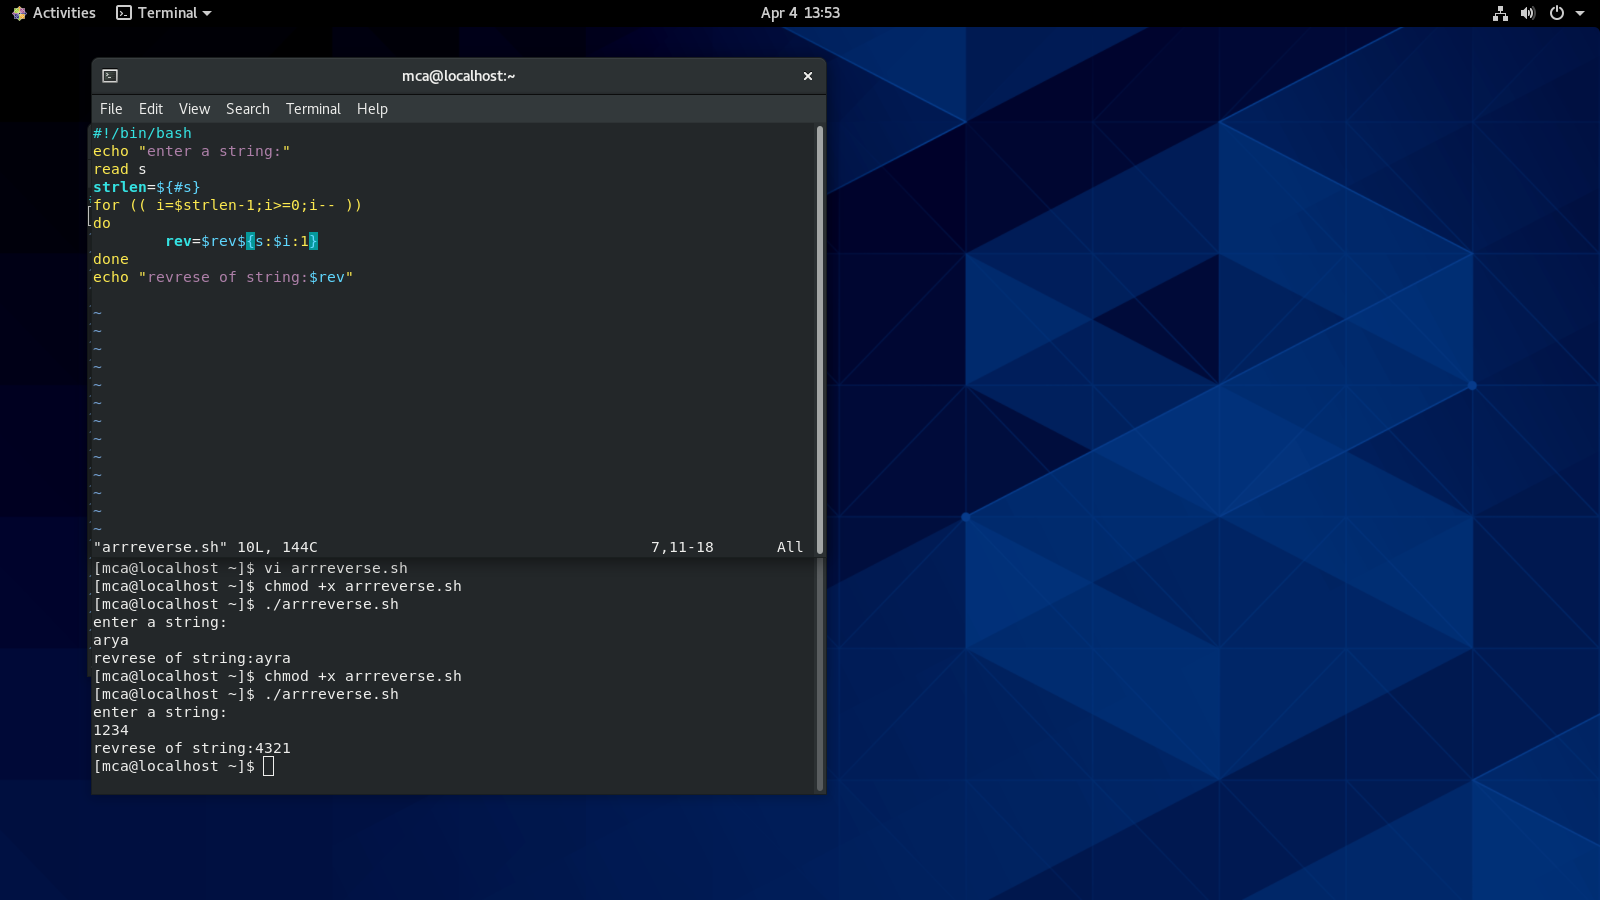 Activities Terminal Apr 4 13:53
mca@localhost:~
File Edit View Search Terminal Help
#!/bin/bash
echo "enter a string:"
read s
strlen=${#s}
for (( i=$strlen-1;i>=0;i-- ))
do
        rev=$rev${s:$i:1}
done
echo "revrese of string:$rev"
~
~
~
~
~
~
~
~
~
~
~
~
~
"arrreverse.sh" 10L, 144C 7,11-18 All
[mca@localhost ~]$ vi arrreverse.sh
[mca@localhost ~]$ chmod +x arrreverse.sh
[mca@localhost ~]$ ./arrreverse.sh
enter a string:
arya
revrese of string:ayra
[mca@localhost ~]$ chmod +x arrreverse.sh
[mca@localhost ~]$ ./arrreverse.sh
enter a string:
1234
revrese of string:4321
[mca@localhost ~]$